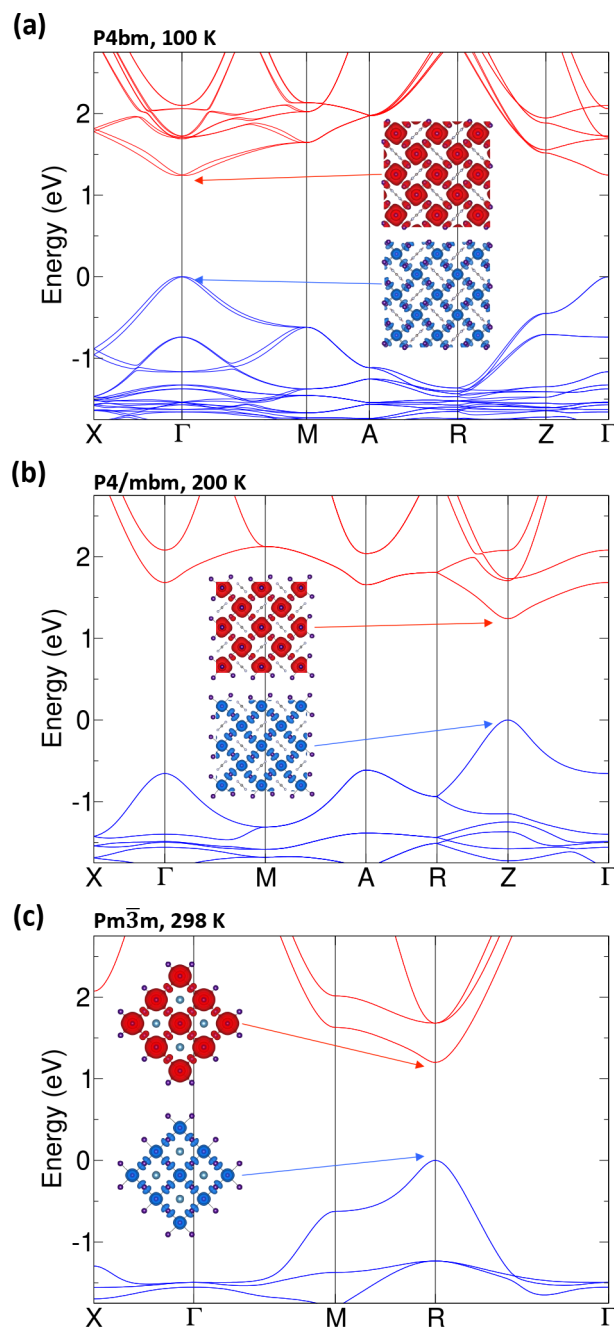 (a)
P4bm, 100 K
Energy (eV)
2
1
0
-1
X Γ M A R Z Γ
(b)
P4/mbm, 200 K
Energy (eV)
2
1
0
-1
X Γ M A R Z Γ
(c)
Pm3̅m, 298 K
Energy (eV)
2
1
0
-1
X Γ M R Γ